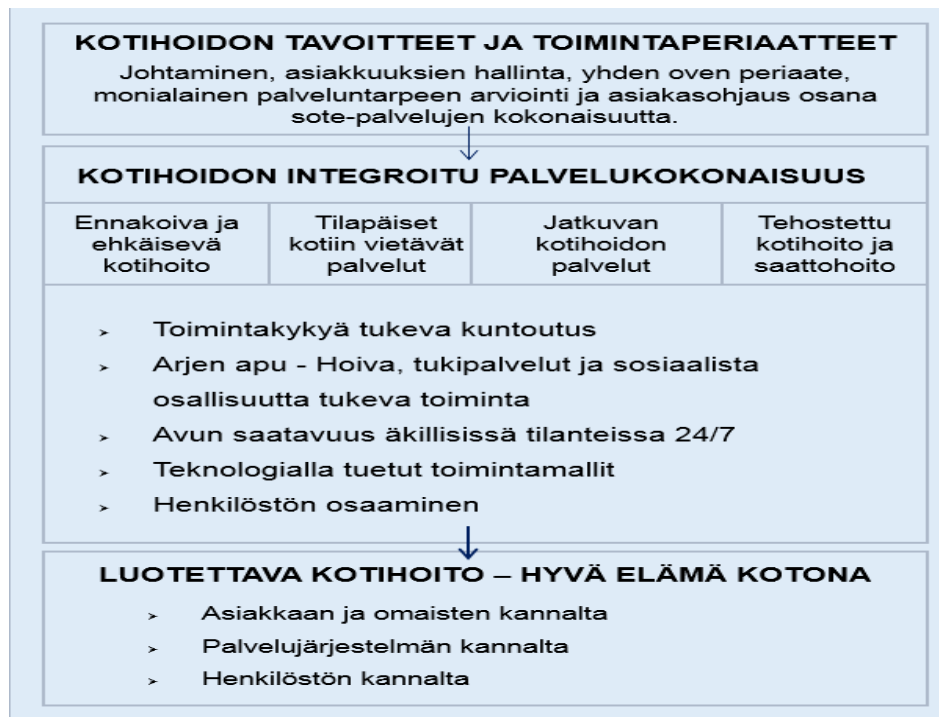 KOTIHOIDON TAVOITTEET JA TOIMINTAPERIAATTEET
Johtaminen, asiakkuuksien hallinta, yhden oven periaate,
monialainen palveluntarpeen arviointi ja asiakasohjaus osana
sote-palvelujen kokonaisuutta.
KOTIHOIDON INTEGROITU PALVELUKOKONAISUUS
Ennakoiva ja
ehkäisevä
kotihoito
Tilapäiset
kotiin vietävät
palvelut
Jatkuvan
kotihoidon
palvelut
Tehostettu
kotihoito ja
saattohoito
➢ Toimintakykyä tukeva kuntoutus
➢ Arjen apu - Hoiva, tukipalvelut ja sosiaalista
osallisuutta tukeva toiminta
➢ Avun saatavuus äkillisissä tilanteissa 24/7
➢ Teknologialla tuetut toimintamallit
➢ Henkilöstön osaaminen
LUOTETTAVA KOTIHOITO – HYVÄ ELÄMÄ KOTONA
➢ Asiakkaan ja omaisten kannalta
➢ Palvelujärjestelmän kannalta
➢ Henkilöstön kannalta